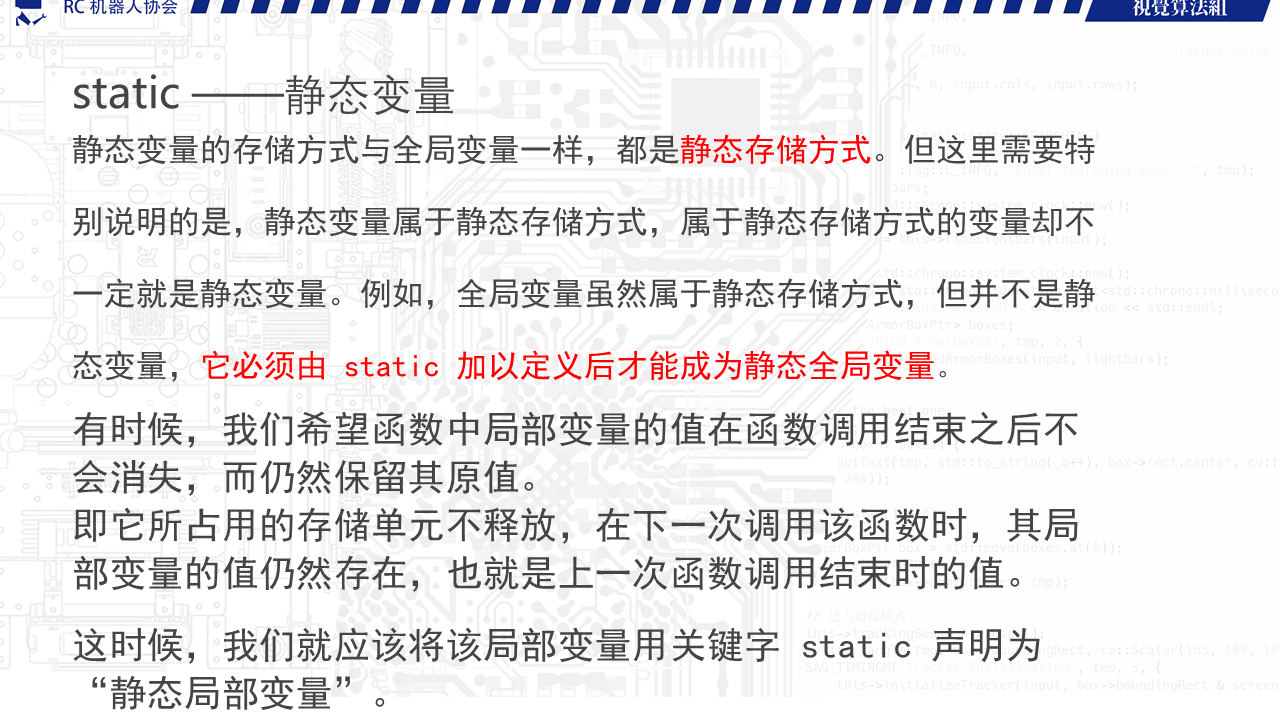 RC 机器人协会
視覺算法組
static ——静态变量
静态变量的存储方式与全局变量一样，都是静态存储方式。但这里需要特
别说明的是，静态变量属于静态存储方式，属于静态存储方式的变量却不
一定就是静态变量。例如，全局变量虽然属于静态存储方式，但并不是静
态变量，它必须由 static 加以定义后才能成为静态全局变量。
有时候，我们希望函数中局部变量的值在函数调用结束之后不
会消失，而仍然保留其原值。
即它所占用的存储单元不释放，在下一次调用该函数时，其局
部变量的值仍然存在，也就是上一次函数调用结束时的值。
这时候，我们就应该将该局部变量用关键字 static 声明为
“静态局部变量”。